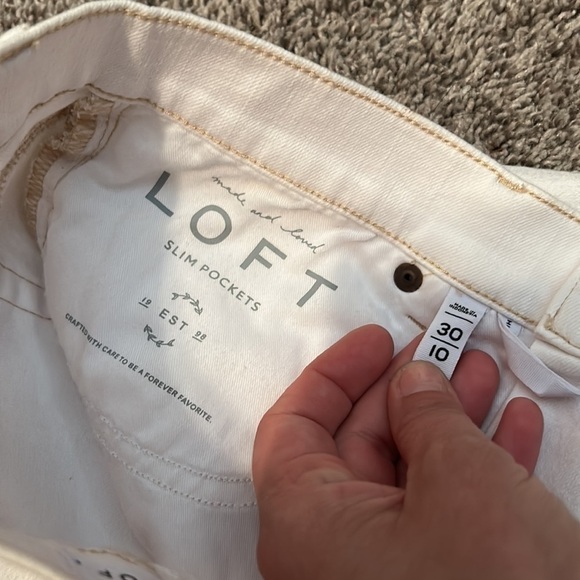 made and loved
LOFT
SLIM POCKETS
19 EST 96
CRAFTED WITH CARE TO BE A FOREVER FAVORITE.
30
10